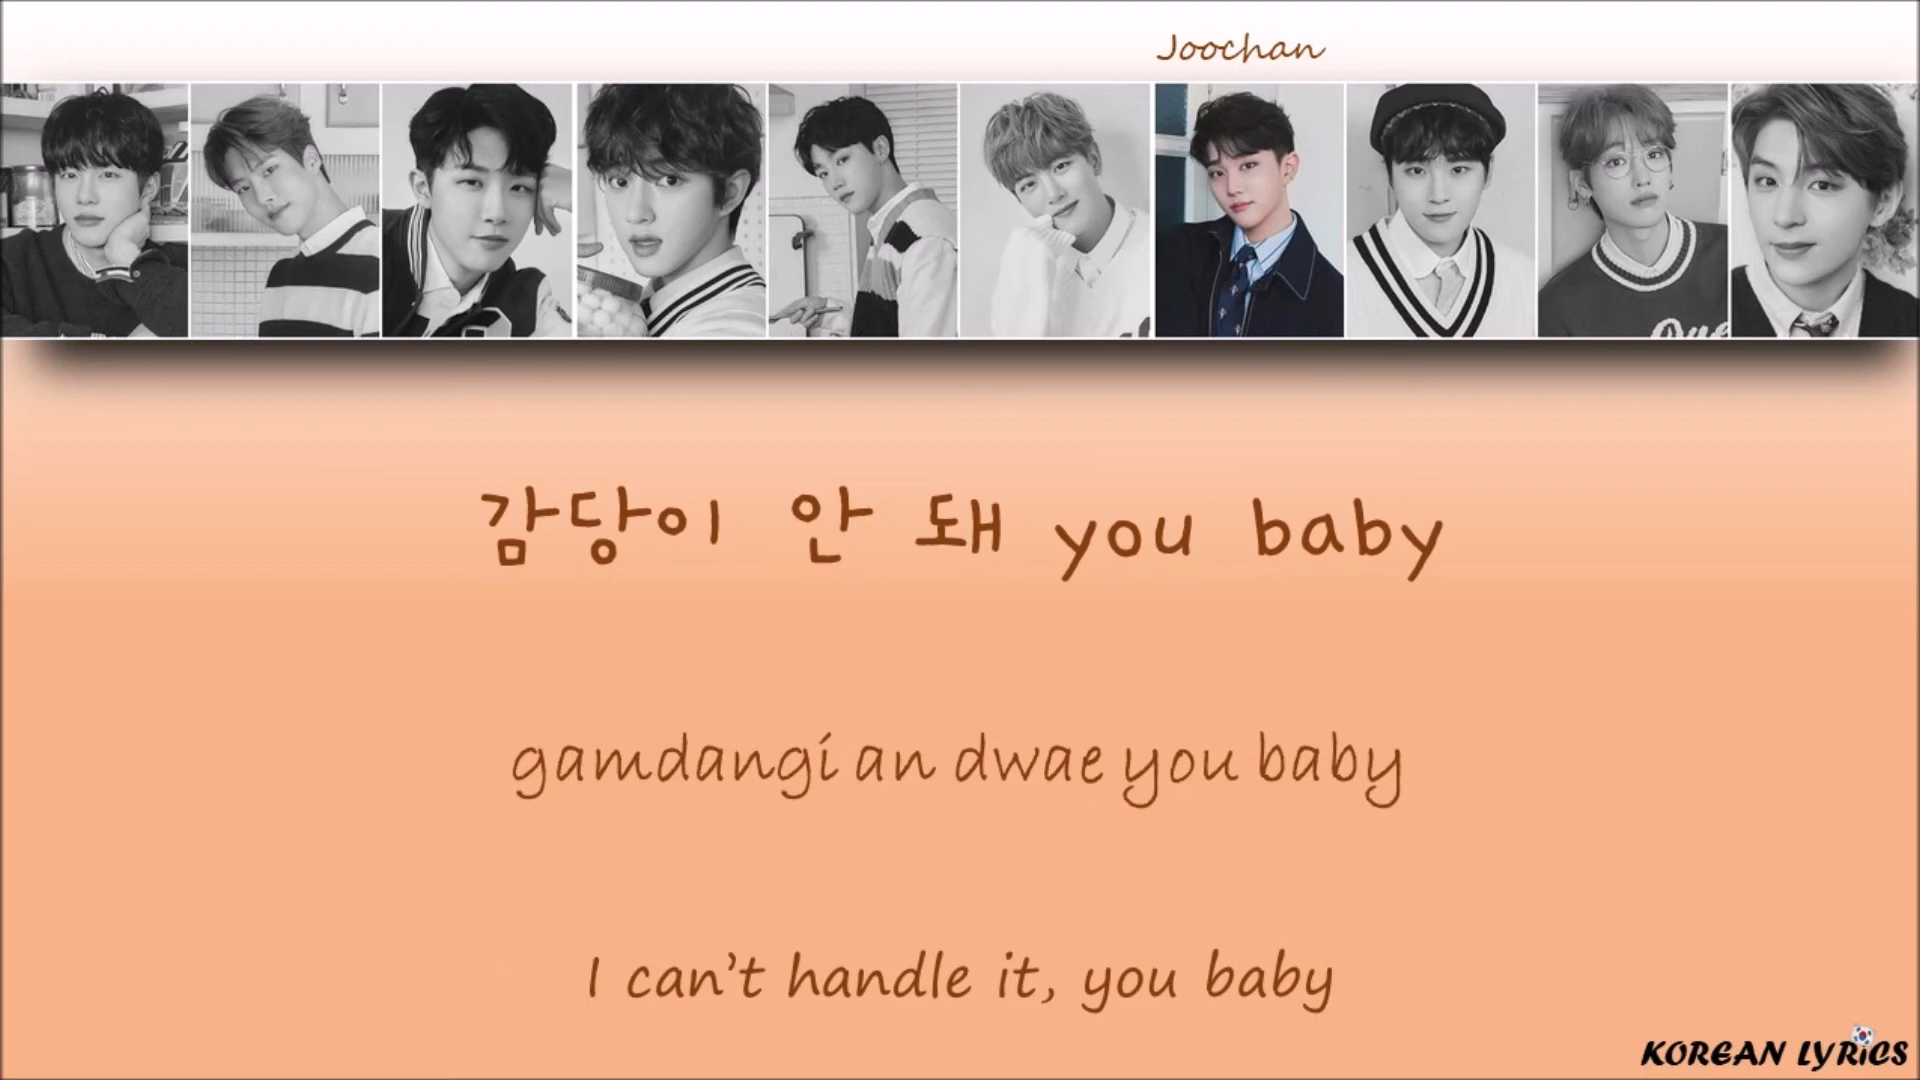 Joochan
감당이 안 돼 you baby
gamdangi an dwae you baby
I can't handle it, you baby
KOREAN LYRICS